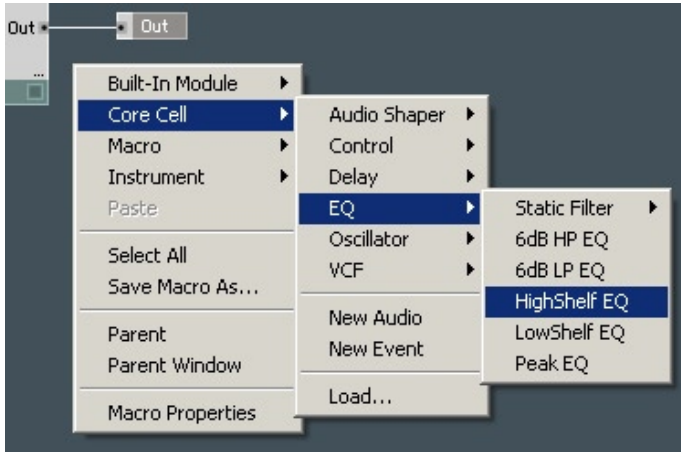 Out
Out
...
Built-In Module
Core Cell
Macro
Instrument
Paste
Select All
Save Macro As...
Parent
Parent Window
Macro Properties
Audio Shaper
Control
Delay
EQ
Oscillator
VCF
New Audio
New Event
Load...
Static Filter
6dB HP EQ
6dB LP EQ
HighShelf EQ
LowShelf EQ
Peak EQ